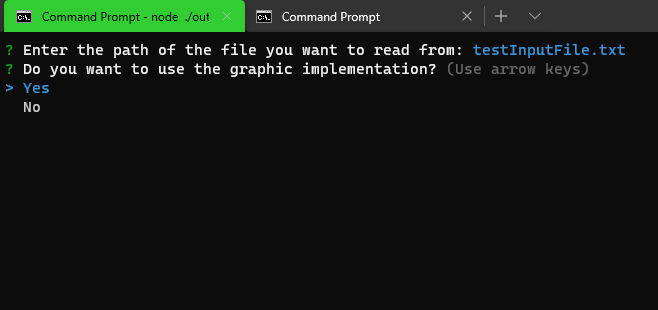 Command Prompt - node ./out
Command Prompt
? Enter the path of the file you want to read from: testInputFile.txt
? Do you want to use the graphic implementation? (Use arrow keys)
> Yes
No